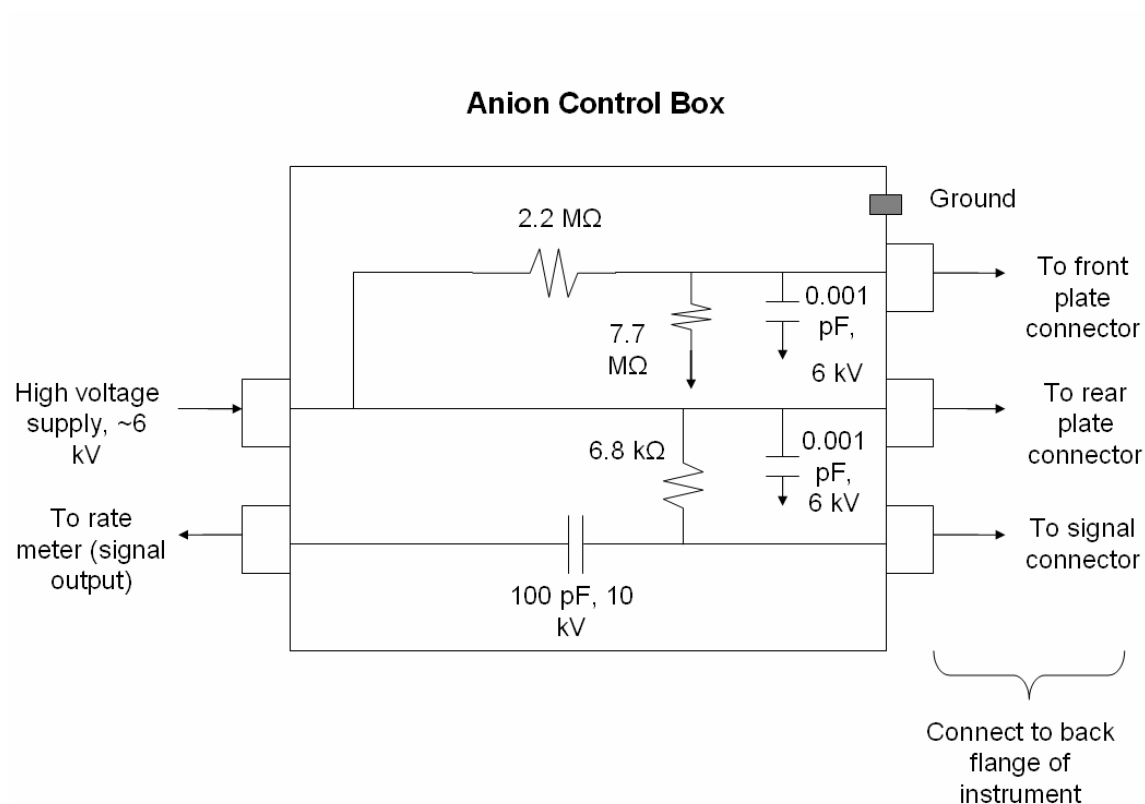 Anion Control Box
Ground
2.2 MΩ
To front
plate
connector
0.001
pF,
6 kV
7.7
MΩ
High voltage
supply, ~6
kV
To rear
plate
connector
6.8 kΩ
0.001
pF,
6 kV
To rate
meter (signal
output)
To signal
connector
100 pF, 10
kV
Connect to back
flange of
instrument